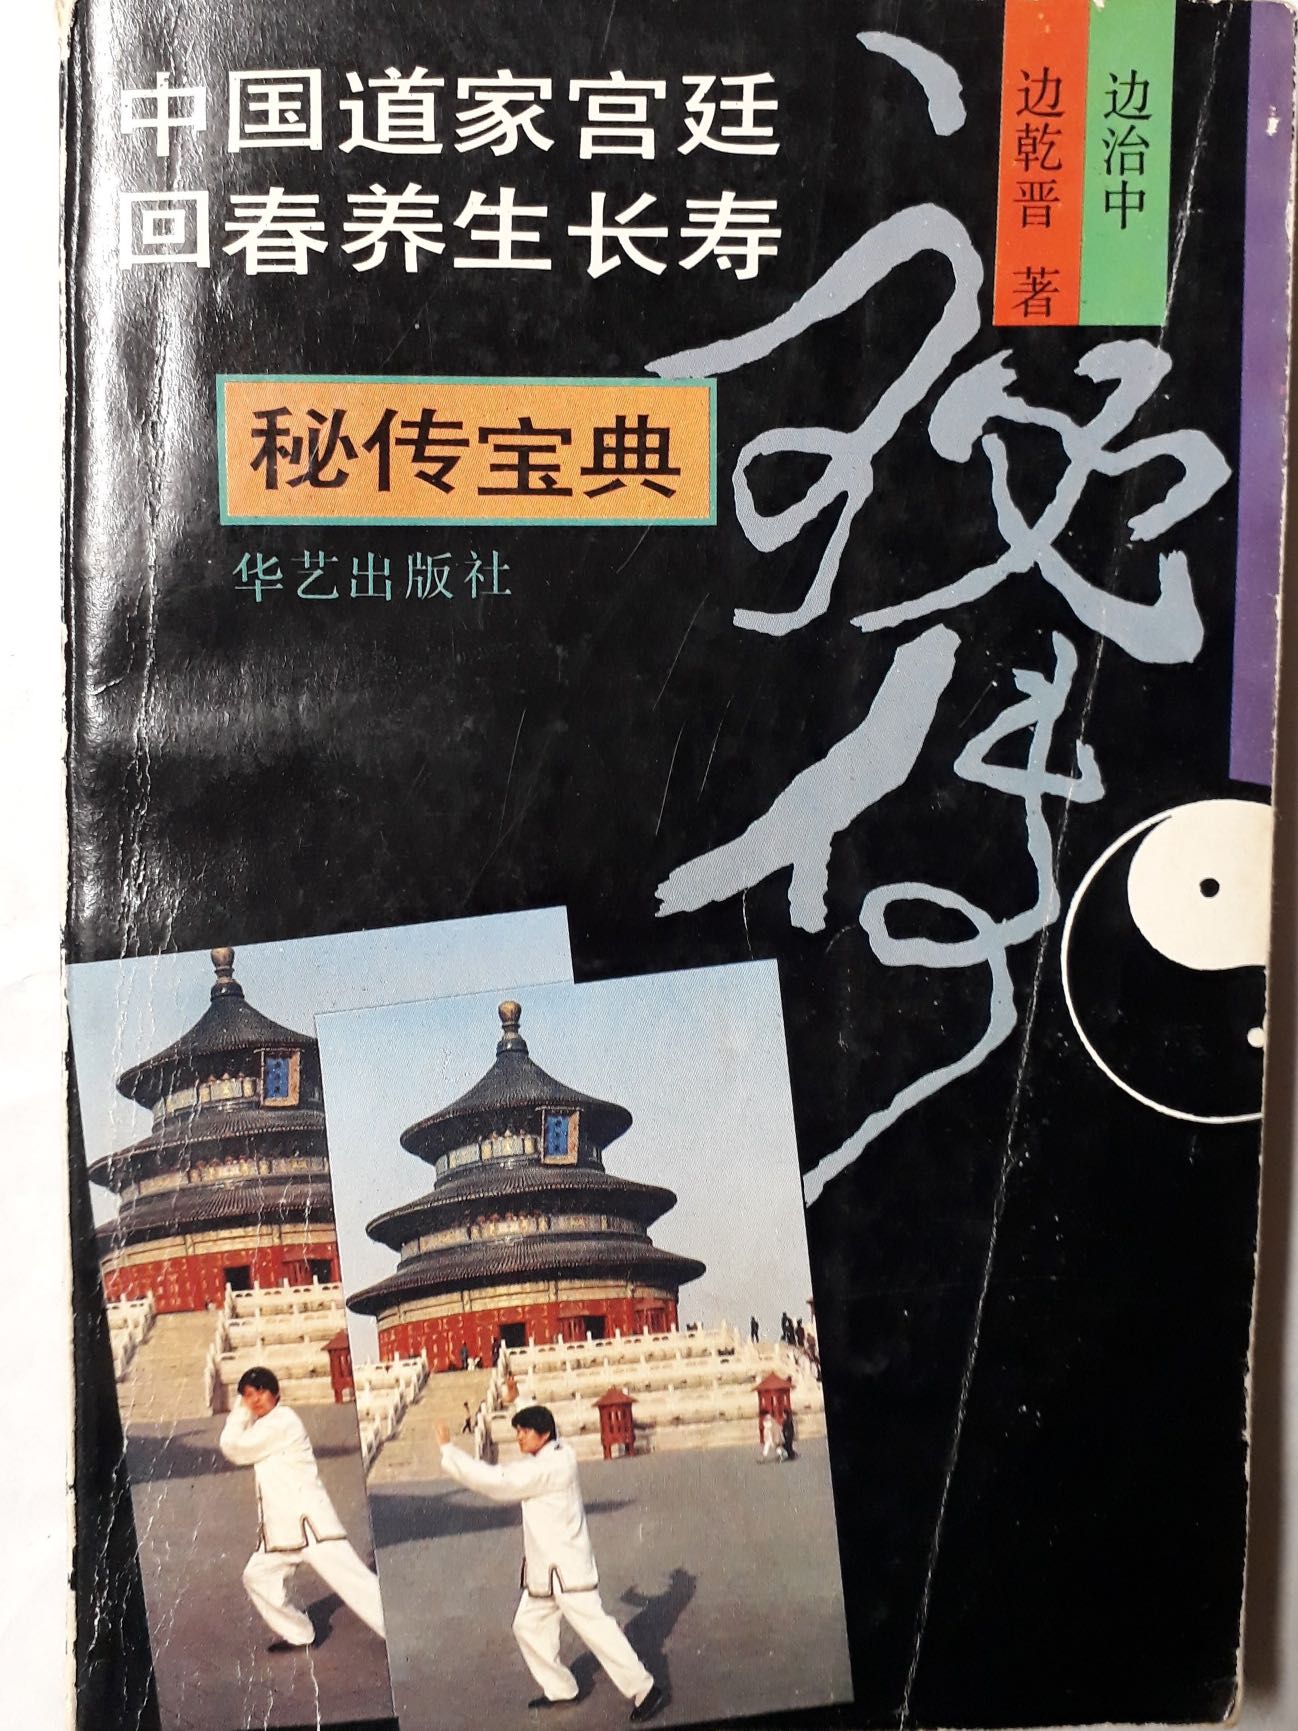 中国道家宫廷
回春养生长寿
秘传宝典
华艺出版社
边治中
边乾晋 著
秘传